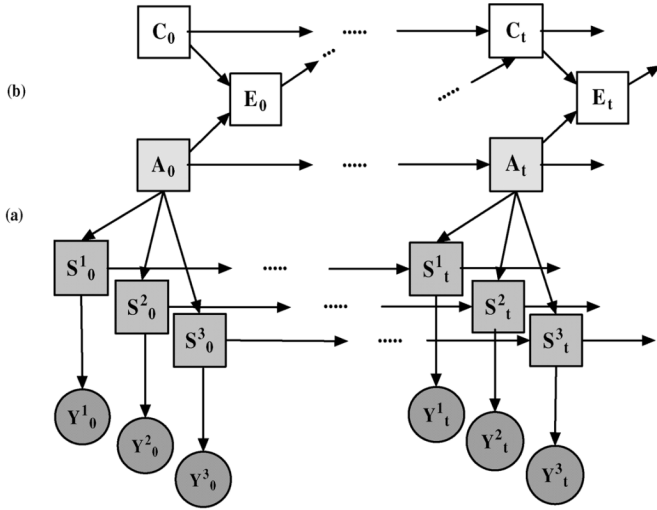 C₀ ..... Cₜ
(b)
E₀ ..... Eₜ
A₀ ..... Aₜ
(a)
S¹₀ ..... S¹ₜ
S²₀ ..... S²ₜ
S³₀ ..... S³ₜ
Y¹₀ Y¹ₜ
Y²₀ Y²ₜ
Y³₀ Y³ₜ